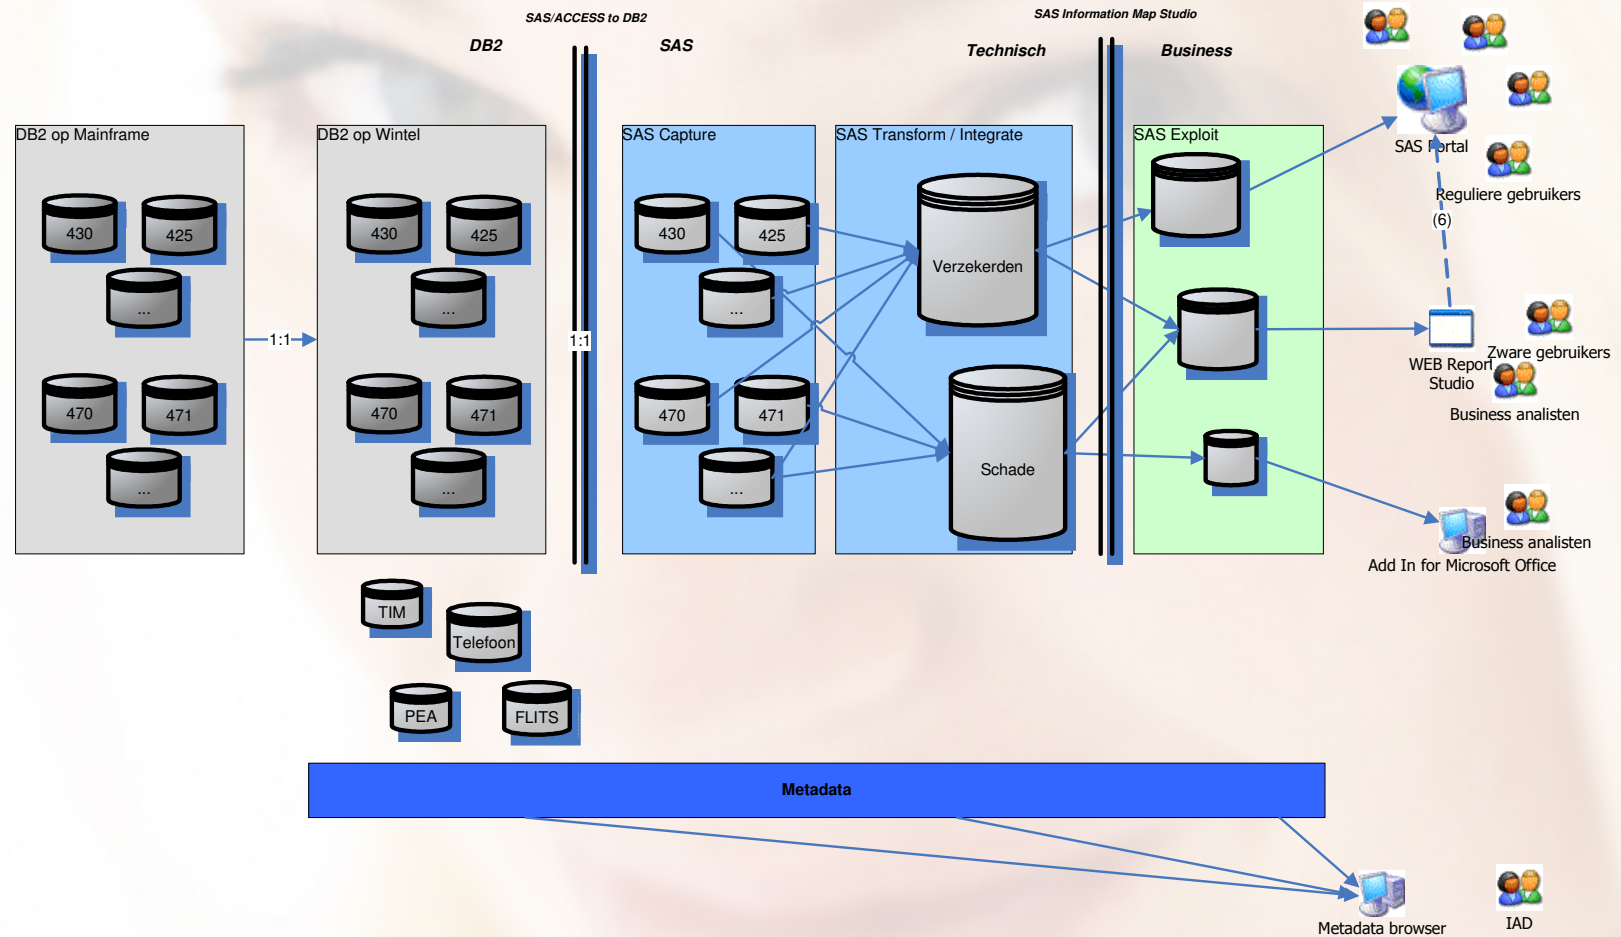 SAS/ACCESS to DB2
SAS Information Map Studio
DB2
SAS
Technisch
Business
DB2 op Mainframe
430
425
...
470
471
...
1:1
DB2 op Wintel
430
425
...
470
471
...
1:1
SAS Capture
430
425
...
470
471
...
SAS Transform / Integrate
Verzekerden
Schade
SAS Exploit
SAS Portal
Reguliere gebruikers
(6)
WEB Report
Studio
Zware gebruikers
Business analisten
Business analisten
Add In for Microsoft Office
TIM
Telefoon
PEA
FLITS
Metadata
Metadata browser
IAD